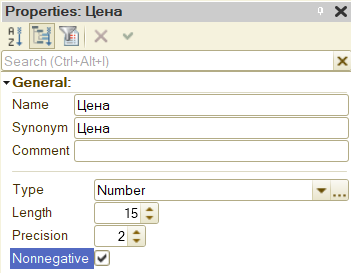 Properties: Цена
Search (Ctrl+Alt+I)
General:
Name Цена
Synonym Цена
Comment
Type Number ...
Length 15
Precision 2
Nonnegative